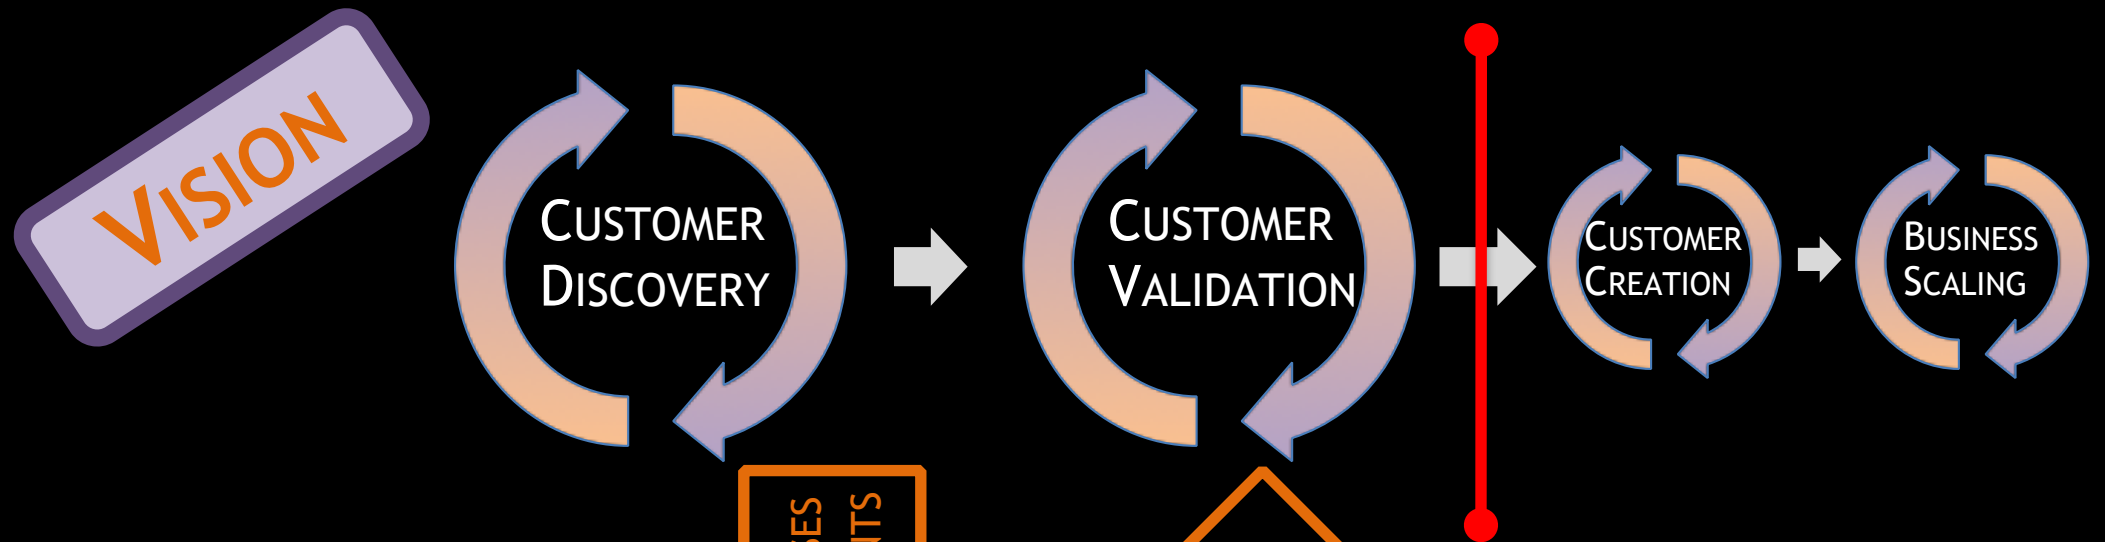 VISION
CUSTOMER
DISCOVERY
CUSTOMER
VALIDATION
CUSTOMER
CREATION
BUSINESS
SCALING